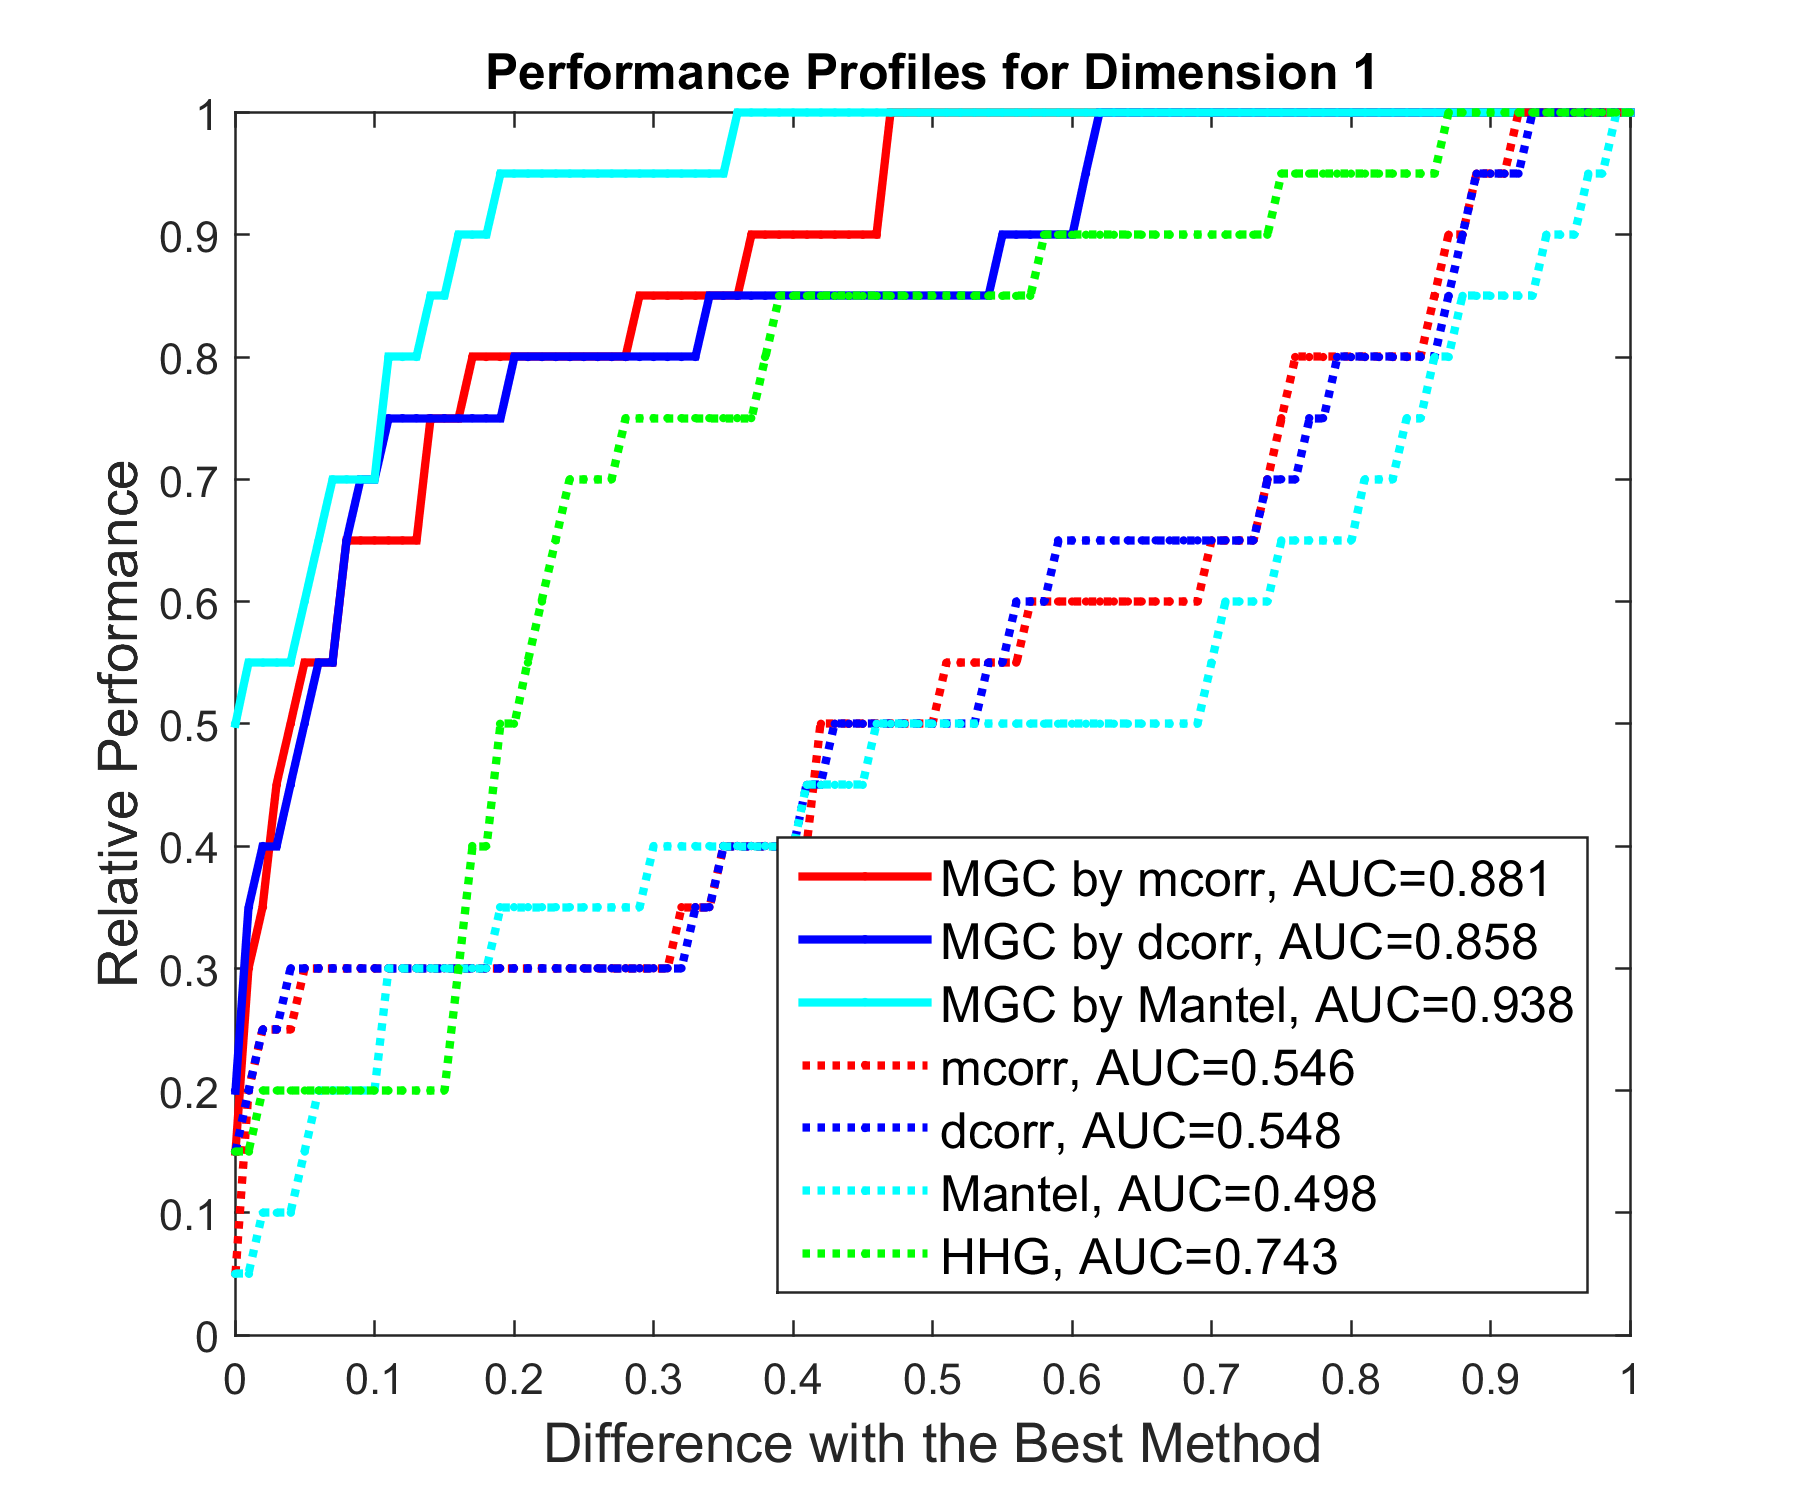 Performance Profiles for Dimension 1
Relative Performance
1
0.9
0.8
0.7
0.6
0.5
0.4
0.3
0.2
0.1
0
MGC by mcorr, AUC=0.881
MGC by dcorr, AUC=0.858
MGC by Mantel, AUC=0.938
mcorr, AUC=0.546
dcorr, AUC=0.548
Mantel, AUC=0.498
HHG, AUC=0.743
0 0.1 0.2 0.3 0.4 0.5 0.6 0.7 0.8 0.9 1
Difference with the Best Method